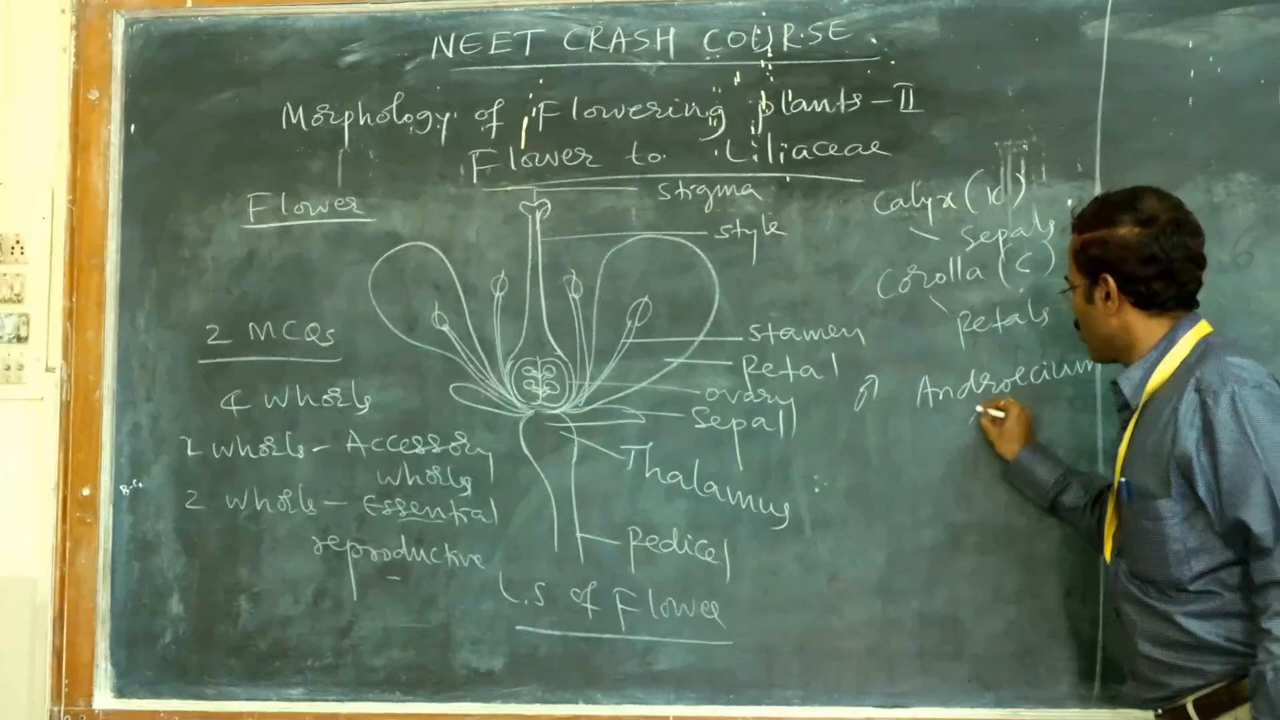 NEET CRASH COURSE.
Morphology of Flowering plants - II
Flower to Liliaceae
Flower
2 MCQs
4 whorls
2 whorls - Accessory
whorls
2 whorls - Essential
reproductive
Stigma
style
Stamen
Petal
ovary
Sepal
Thalamus
Pedicel
L.S of Flower
Calyx (K)
Sepals
Corolla (C)
Petals
♂ Androecium